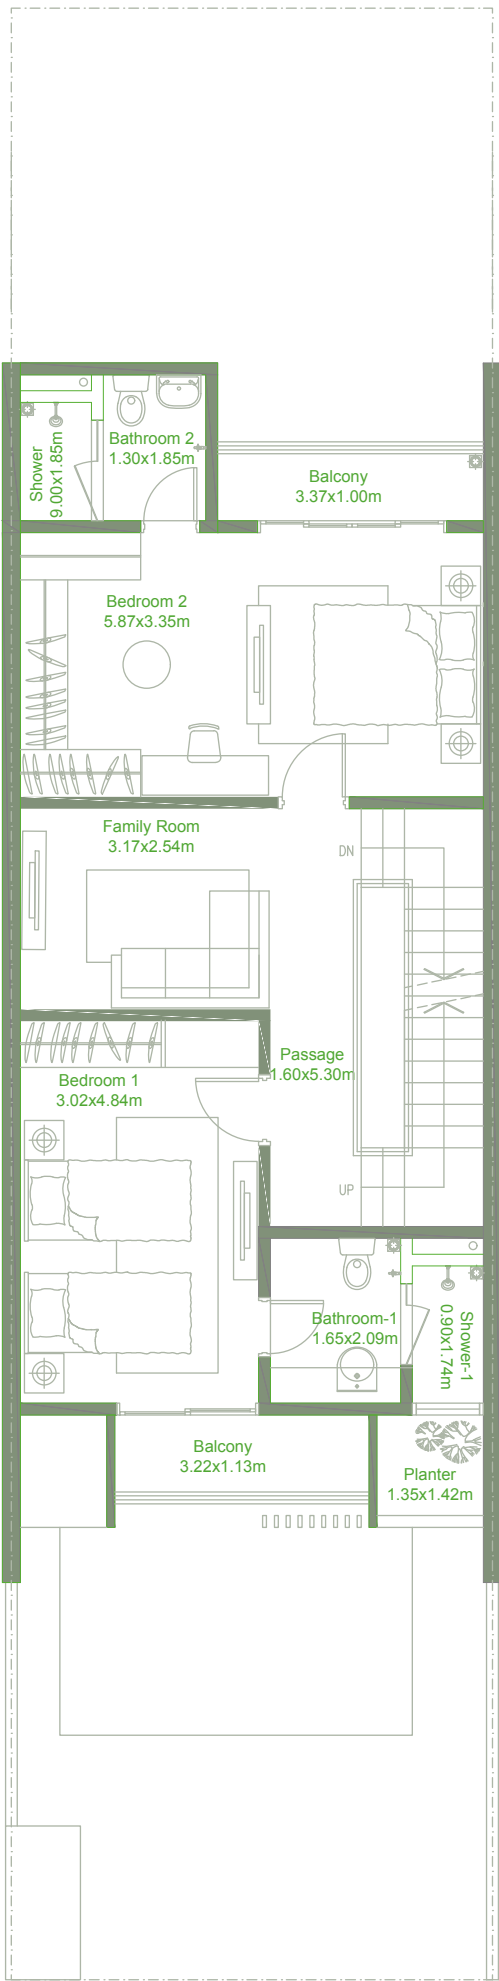 Bathroom 2
1.30x1.85m
Shower
9.00x1.85m
Balcony
3.37x1.00m
Bedroom 2
5.87x3.35m
Family Room
3.17x2.54m
DN
Passage
1.60x5.30m
Bedroom 1
3.02x4.84m
UP
Bathroom-1
1.65x2.09m
Shower-1
0.90x1.74m
Balcony
3.22x1.13m
Planter
1.35x1.42m